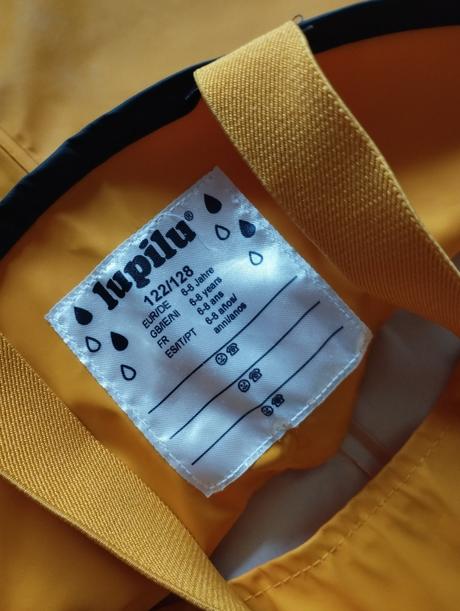 lupilu®
122/128
EUR/DE 6-8 Jahre
GB/IE/NI 6-8 years
FR 6-8 ans
ES/IT/PT 6-8 años/
anni/anos